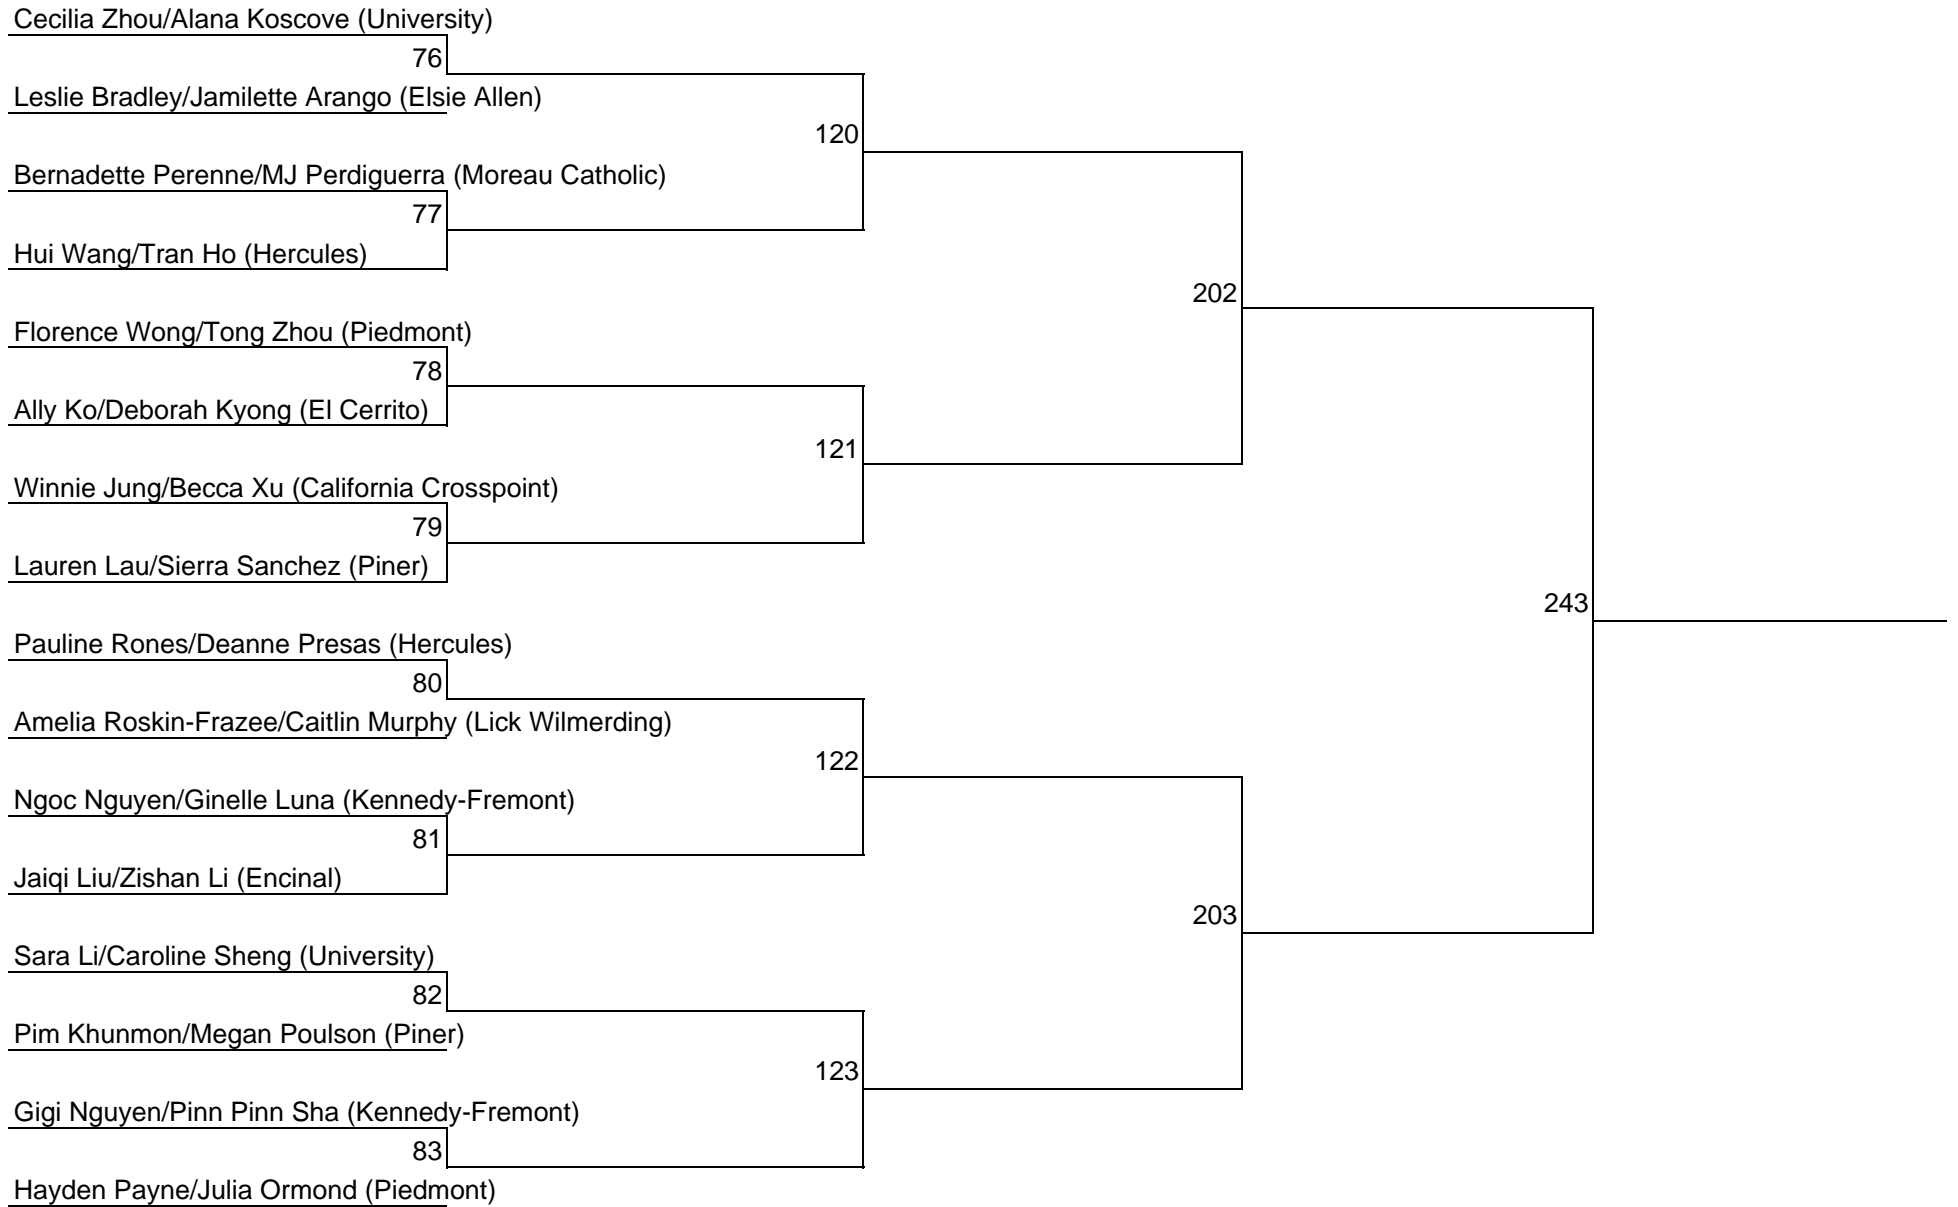 Cecilia Zhou/Alana Koscove (University)
76
Leslie Bradley/Jamilette Arango (Elsie Allen)
120
Bernadette Perenne/MJ Perdiguerra (Moreau Catholic)
77
Hui Wang/Tran Ho (Hercules)
202
Florence Wong/Tong Zhou (Piedmont)
78
Ally Ko/Deborah Kyong (El Cerrito)
121
Winnie Jung/Becca Xu (California Crosspoint)
79
Lauren Lau/Sierra Sanchez (Piner)
243
Pauline Rones/Deanne Presas (Hercules)
80
Amelia Roskin-Frazee/Caitlin Murphy (Lick Wilmerding)
122
Ngoc Nguyen/Ginelle Luna (Kennedy-Fremont)
81
Jaiqi Liu/Zishan Li (Encinal)
203
Sara Li/Caroline Sheng (University)
82
Pim Khunmon/Megan Poulson (Piner)
123
Gigi Nguyen/Pinn Pinn Sha (Kennedy-Fremont)
83
Hayden Payne/Julia Ormond (Piedmont)